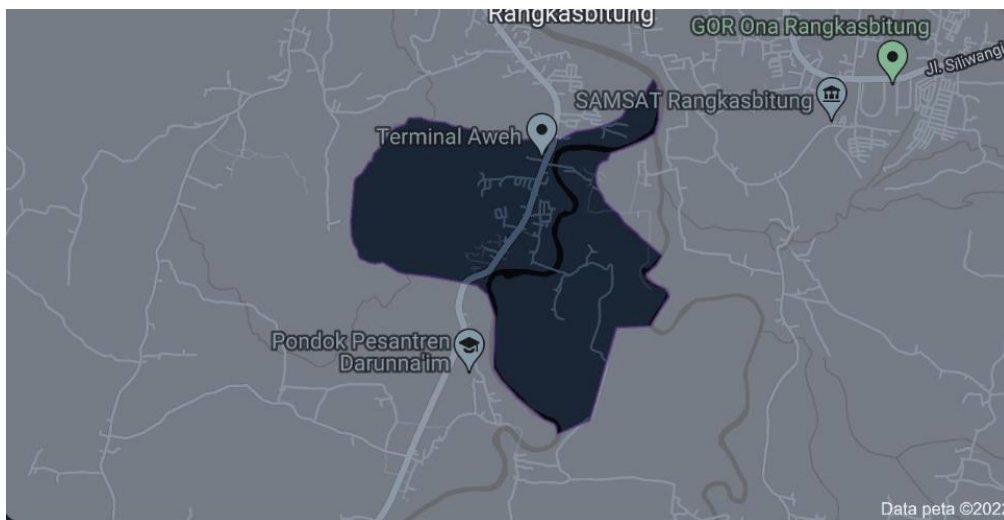 Rangkasbitung
GOR Ona Rangkasbitung
Jl. Siliwangi
SAMSAT Rangkasbitung
Terminal Aweh
Pondok Pesantren
Darunna'im
Data peta ©202